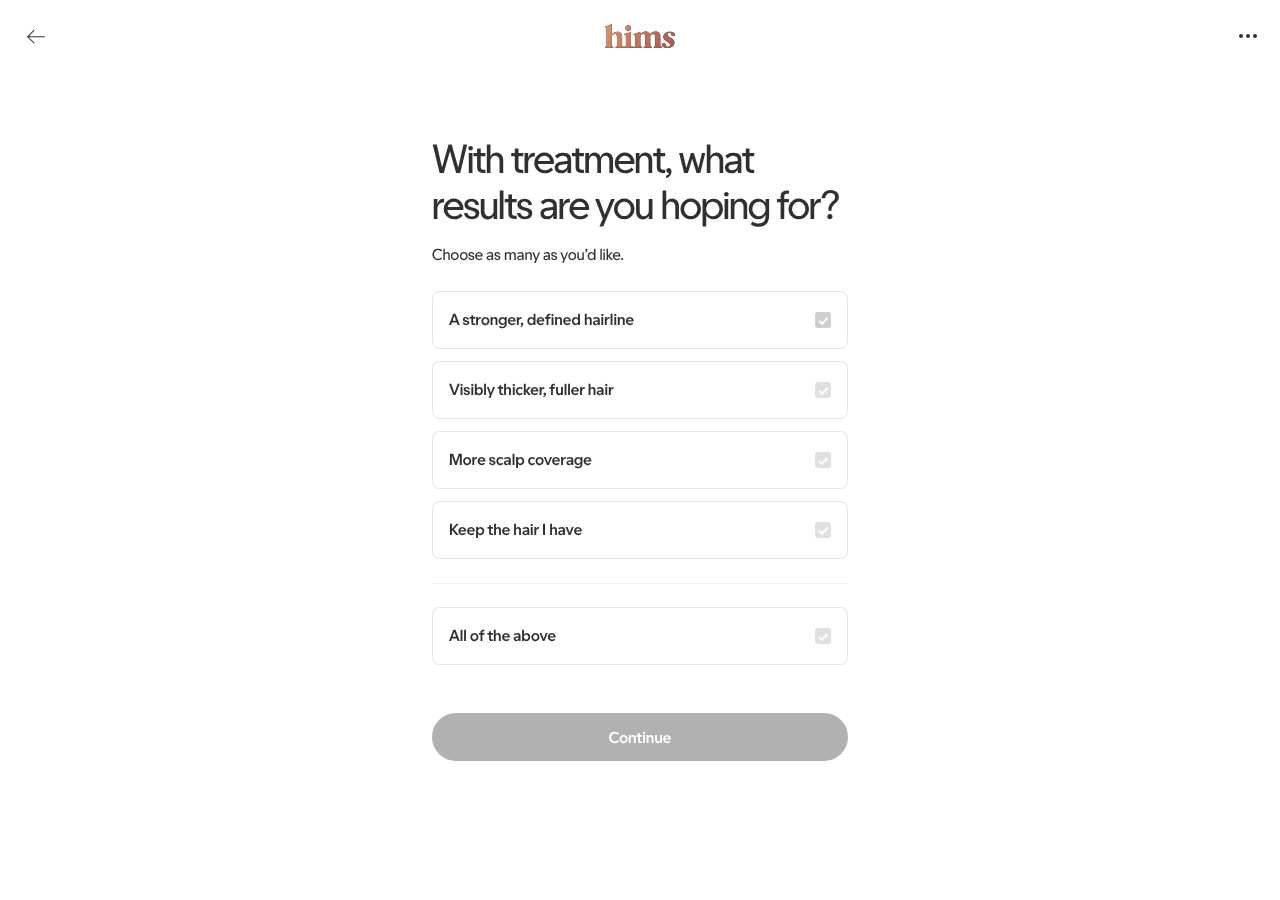 hims
With treatment, what
results are you hoping for?
Choose as many as you’d like.
A stronger, defined hairline
Visibly thicker, fuller hair
More scalp coverage
Keep the hair I have
All of the above
Continue